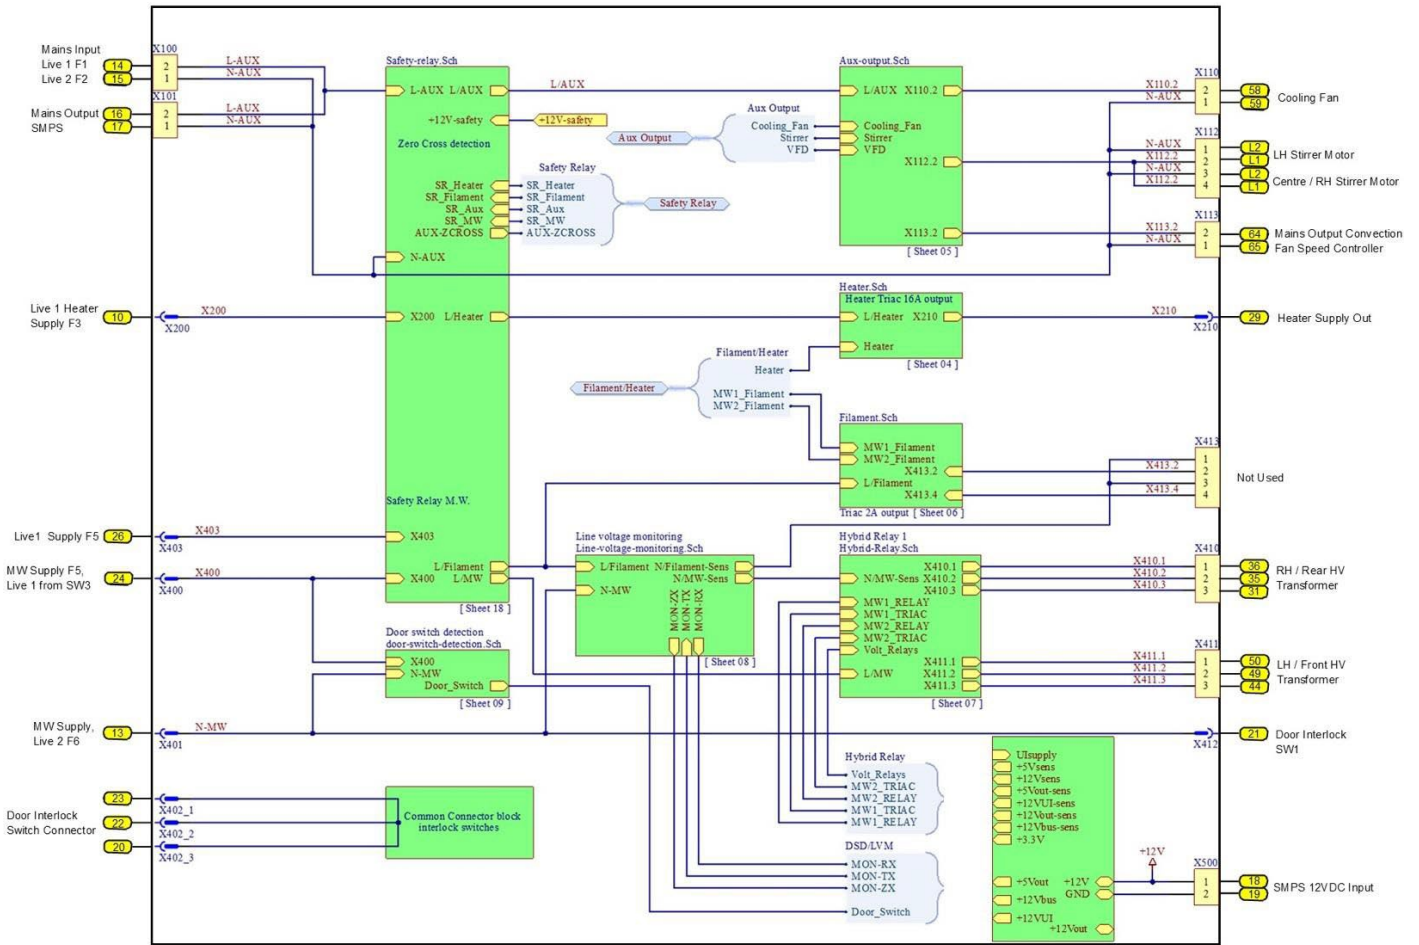 Mains Input
Live 1 F1
Live 2 F2
14
15
X100
2
1
L-AUX
N-AUX
Mains Output
SMPS
16
17
X101
2
1
L-AUX
N-AUX
Safety-relay.Sch
L-AUX L/AUX
+12V-safety
+12V-safety
Zero Cross detection
SR_Heater
SR_Filament
SR_Aux
SR_MW
AUX-ZCROSS
N-AUX
X200 L/Heater
Safety Relay M.W.
X403
L/Filament
X400 L/MW
[ Sheet 18 ]
L/AUX
Safety Relay
SR_Heater
SR_Filament
SR_Aux
SR_MW
AUX-ZCROSS
Safety Relay
Aux Output
Aux Output
Cooling_Fan
Stirrer
VFD
Aux-output.Sch
L/AUX X110.2
Cooling_Fan
Stirrer
VFD
X112.2
X113.2
[ Sheet 05 ]
X110.2
N-AUX
X110
2
1
58
59
Cooling Fan
N-AUX
X112.2
N-AUX
X112.2
X112
1
2
3
4
L2
L1
L2
L1
LH Stirrer Motor
Centre / RH Stirrer Motor
X113.2
N-AUX
X113
2
1
64
65
Mains Output Convection
Fan Speed Controller
Live 1 Heater
Supply F3
10
X200
X200
Heater.Sch
Heater Triac 16A output
L/Heater X210
Heater
[ Sheet 04 ]
X210
X210
29
Heater Supply Out
Filament/Heater
Filament/Heater
Heater
MW1_Filament
MW2_Filament
Filament.Sch
MW1_Filament
MW2_Filament
X413.2
L/Filament
X413.4
Triac 2A output [ Sheet 06 ]
X413.2
X413.4
X413
1
2
3
4
Not Used
Live1 Supply F5
26
X403
X403
MW Supply F5,
Live 1 from SW3
24
X400
X400
Line voltage monitoring
Line-voltage-monitoring.Sch
L/Filament N/Filament-Sens
N/MW-Sens
N-MW
MON-ZX
MON-TX
MON-RX
[ Sheet 08 ]
Hybrid Relay 1
Hybrid-Relay.Sch
X410.1
N/MW-Sens X410.2
X410.3
MW1_RELAY
MW1_TRIAC
MW2_RELAY
MW2_TRIAC
Volt_Relays
X411.1
L/MW X411.2
X411.3
[ Sheet 07 ]
X410.1
X410.2
X410.3
X410
1
2
3
36
35
31
RH / Rear HV
Transformer
X411.1
X411.2
X411.3
X411
1
2
3
50
49
44
LH / Front HV
Transformer
Door switch detection
door-switch-detection.Sch
X400
N-MW
Door_Switch
[ Sheet 09 ]
MW Supply,
Live 2 F6
13
N-MW
X401
X412
21
Door Interlock
SW1
Door Interlock
Switch Connector
23
22
20
X402_1
X402_2
X402_3
Common Connector block
interlock switches
Hybrid Relay
Volt_Relays
MW2_TRIAC
MW2_RELAY
MW1_TRIAC
MW1_RELAY
DSD/LVM
MON-RX
MON-TX
MON-ZX
Door_Switch
UIsupply
+5Vsens
+12Vsens
+5Vout-sens
+12VUI-sens
+12Vout-sens
+12Vbus-sens
+3.3V
+5Vout +12V
GND
+12Vbus
+12VUI
+12Vout
+12V
X500
1
2
18
19
SMPS 12VDC Input